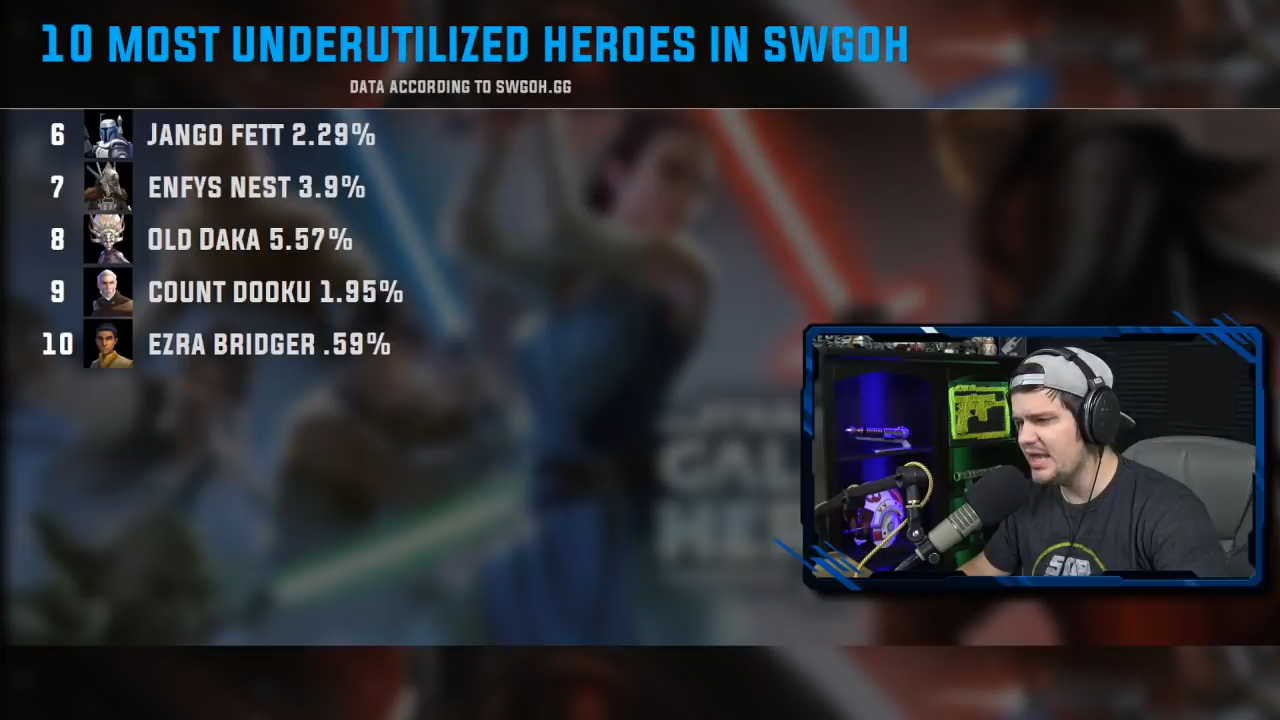 10 MOST UNDERUTILIZED HEROES IN SWGOH
DATA ACCORDING TO SWGOH.GG
6 JANGO FETT 2.29%
7 ENFYS NEST 3.9%
8 OLD DAKA 5.57%
9 COUNT DOOKU 1.95%
10 EZRA BRIDGER .59%